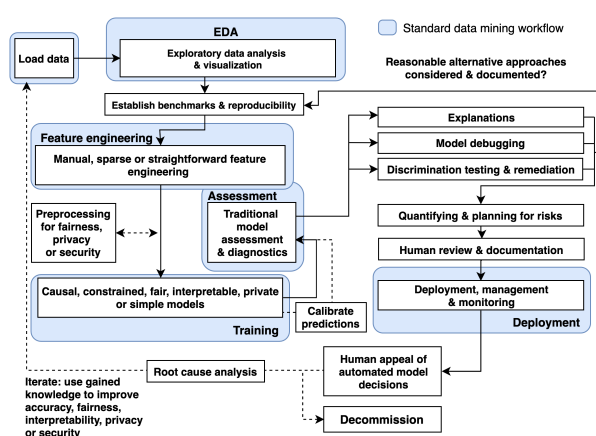 EDA
Standard data mining workflow
Load data
Exploratory data analysis
& visualization
Reasonable alternative approaches
considered & documented?
Establish benchmarks & reproducibility
Explanations
Feature engineering
Model debugging
Manual, sparse or straightforward feature
engineering
Discrimination testing & remediation
Assessment
Preprocessing
for fairness,
privacy
or security
Traditional
model
assessment
& diagnostics
Quantifying & planning for risks
Human review & documentation
Causal, constrained, fair, interpretable, private
or simple models
Training
Calibrate
predictions
Deployment, management
& monitoring
Deployment
Root cause analysis
Human appeal of
automated model
decisions
Iterate: use gained
knowledge to improve
accuracy, fairness,
interpretability, privacy
or security
Decommission